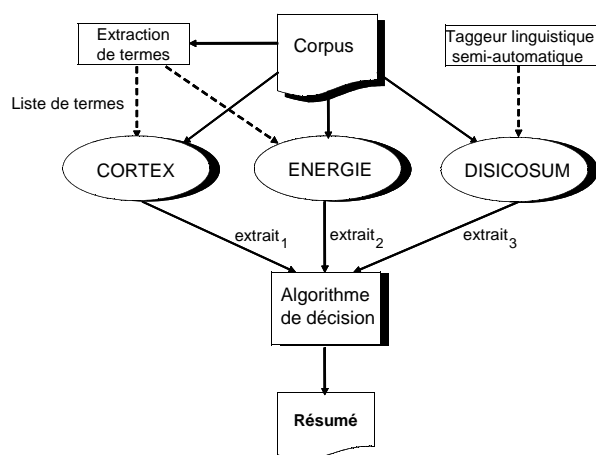 Extraction
de termes
Corpus
Taggeur linguistique
semi-automatique
Liste de termes
CORTEX
ENERGIE
DISICOSUM
extrait1
extrait2
extrait3
Algorithme
de décision
Résumé